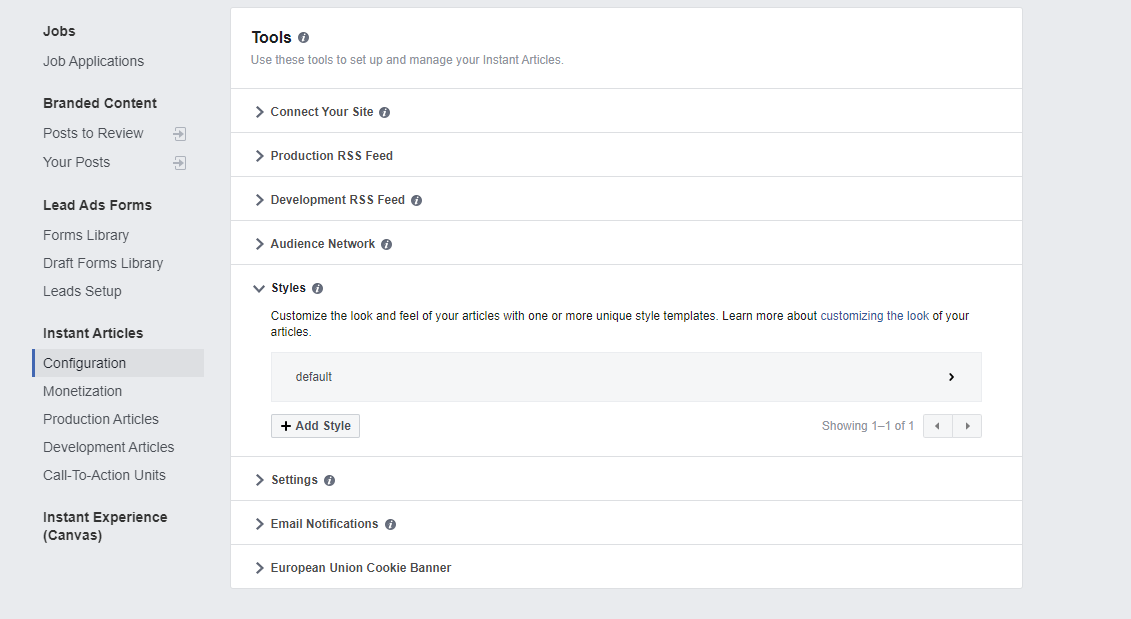 Jobs
Job Applications
Branded Content
Posts to Review
Your Posts
Lead Ads Forms
Forms Library
Draft Forms Library
Leads Setup
Instant Articles
Configuration
Monetization
Production Articles
Development Articles
Call-To-Action Units
Instant Experience
(Canvas)
Tools
Use these tools to set up and manage your Instant Articles.
Connect Your Site
Production RSS Feed
Development RSS Feed
Audience Network
Styles
Customize the look and feel of your articles with one or more unique style templates. Learn more about customizing the look of your
articles.
default
+ Add Style
Showing 1–1 of 1
Settings
Email Notifications
European Union Cookie Banner